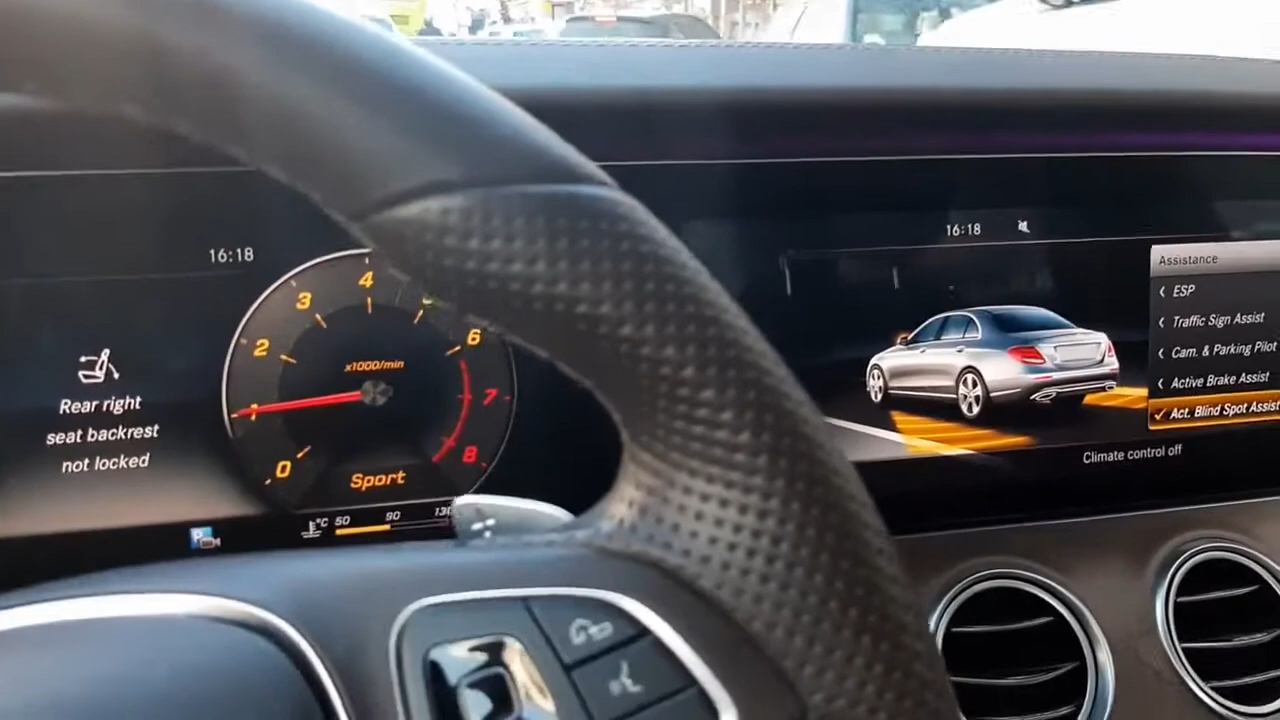 16:18
Rear right
seat backrest
not locked
0
1
2
3
4
6
7
8
x1000/min
Sport
°C 50 90 130
P
16:18
Assistance
ESP
Traffic Sign Assist
Cam. & Parking Pilot
Active Brake Assist
Act. Blind Spot Assist
Climate control off